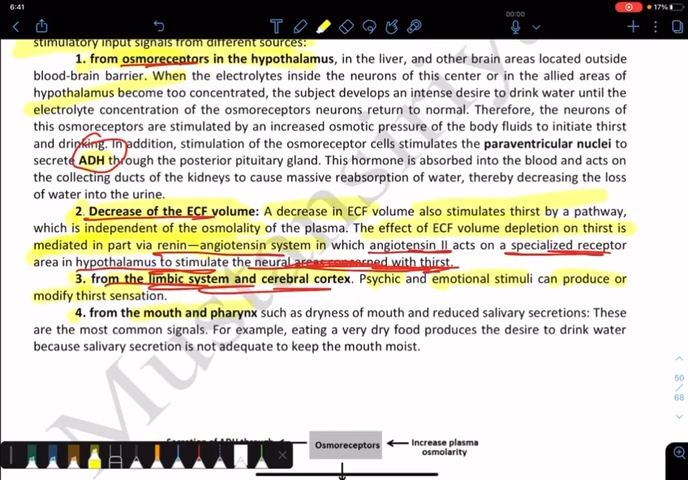 6:41
17%
00:00
stimulatory input signals from different sources:
1. from osmoreceptors in the hypothalamus, in the liver, and other brain areas located outside
blood-brain barrier. When the electrolytes inside the neurons of this center or in the allied areas of
hypothalamus become too concentrated, the subject develops an intense desire to drink water until the
electrolyte concentration of the osmoreceptors neurons return to normal. Therefore, the neurons of
this osmoreceptors are stimulated by an increased osmotic pressure of the body fluids to initiate thirst
and drinking. In addition, stimulation of the osmoreceptor cells stimulates the paraventricular nuclei to
secrete ADH through the posterior pituitary gland. This hormone is absorbed into the blood and acts on
the collecting ducts of the kidneys to cause massive reabsorption of water, thereby decreasing the loss
of water into the urine.
2. Decrease of the ECF volume: A decrease in ECF volume also stimulates thirst by a pathway,
which is independent of the osmolality of the plasma. The effect of ECF volume depletion on thirst is
mediated in part via renin—angiotensin system in which angiotensin II acts on a specialized receptor
area in hypothalamus to stimulate the neural areas concerned with thirst.
3. from the limbic system and cerebral cortex. Psychic and emotional stimuli can produce or
modify thirst sensation.
4. from the mouth and pharynx such as dryness of mouth and reduced salivary secretions: These
are the most common signals. For example, eating a very dry food produces the desire to drink water
because salivary secretion is not adequate to keep the mouth moist.
50
68
Osmoreceptors
Increase plasma
osmolarity